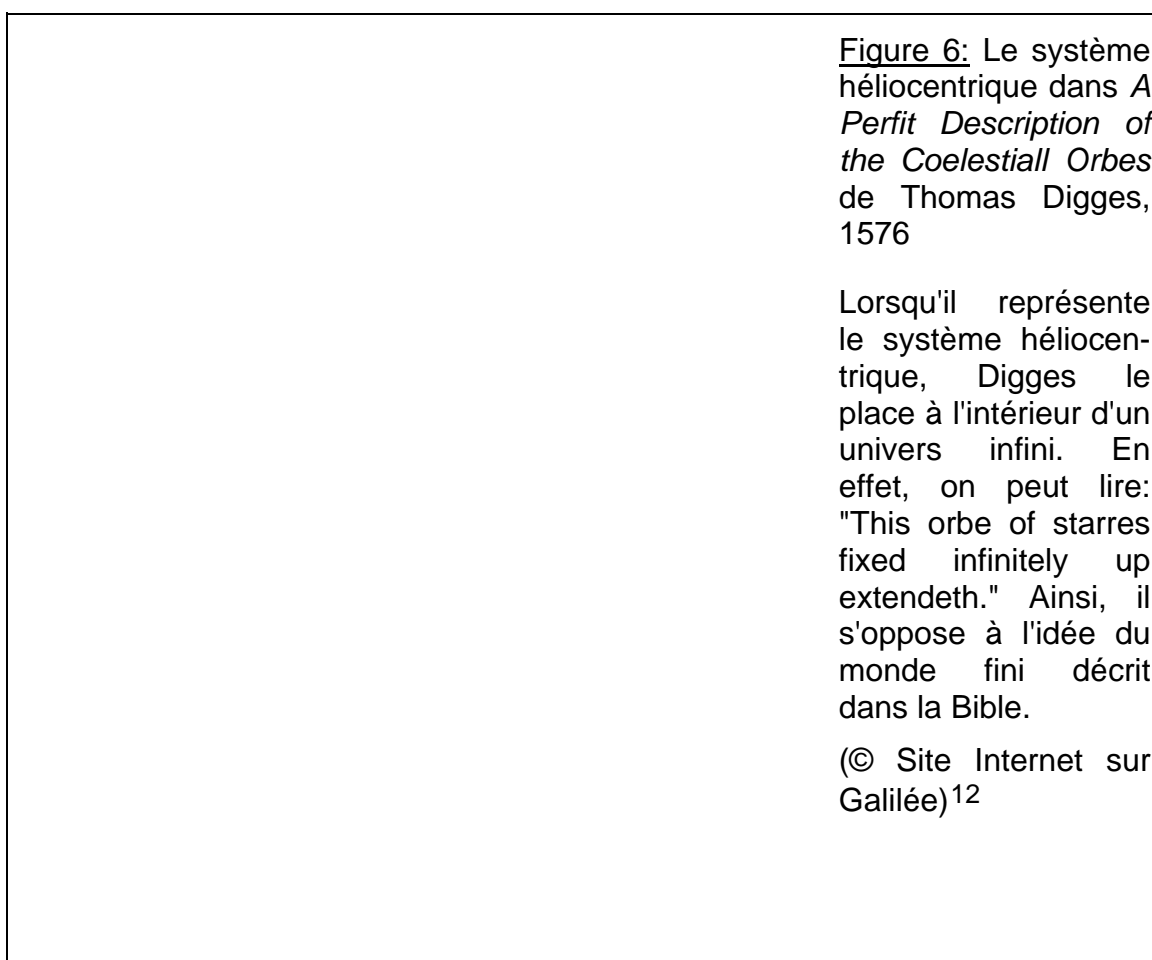 Figure 6: Le système
héliocentrique dans A
Perfit Description of
the Coelestiall Orbes
de Thomas Digges,
1576
Lorsqu'il représente
le système héliocen-
trique, Digges le
place à l'intérieur d'un
univers infini. En
effet, on peut lire:
"This orbe of starres
fixed infinitely up
extendeth." Ainsi, il
s'oppose à l'idée du
monde fini décrit
dans la Bible.
(© Site Internet sur
Galilée)12